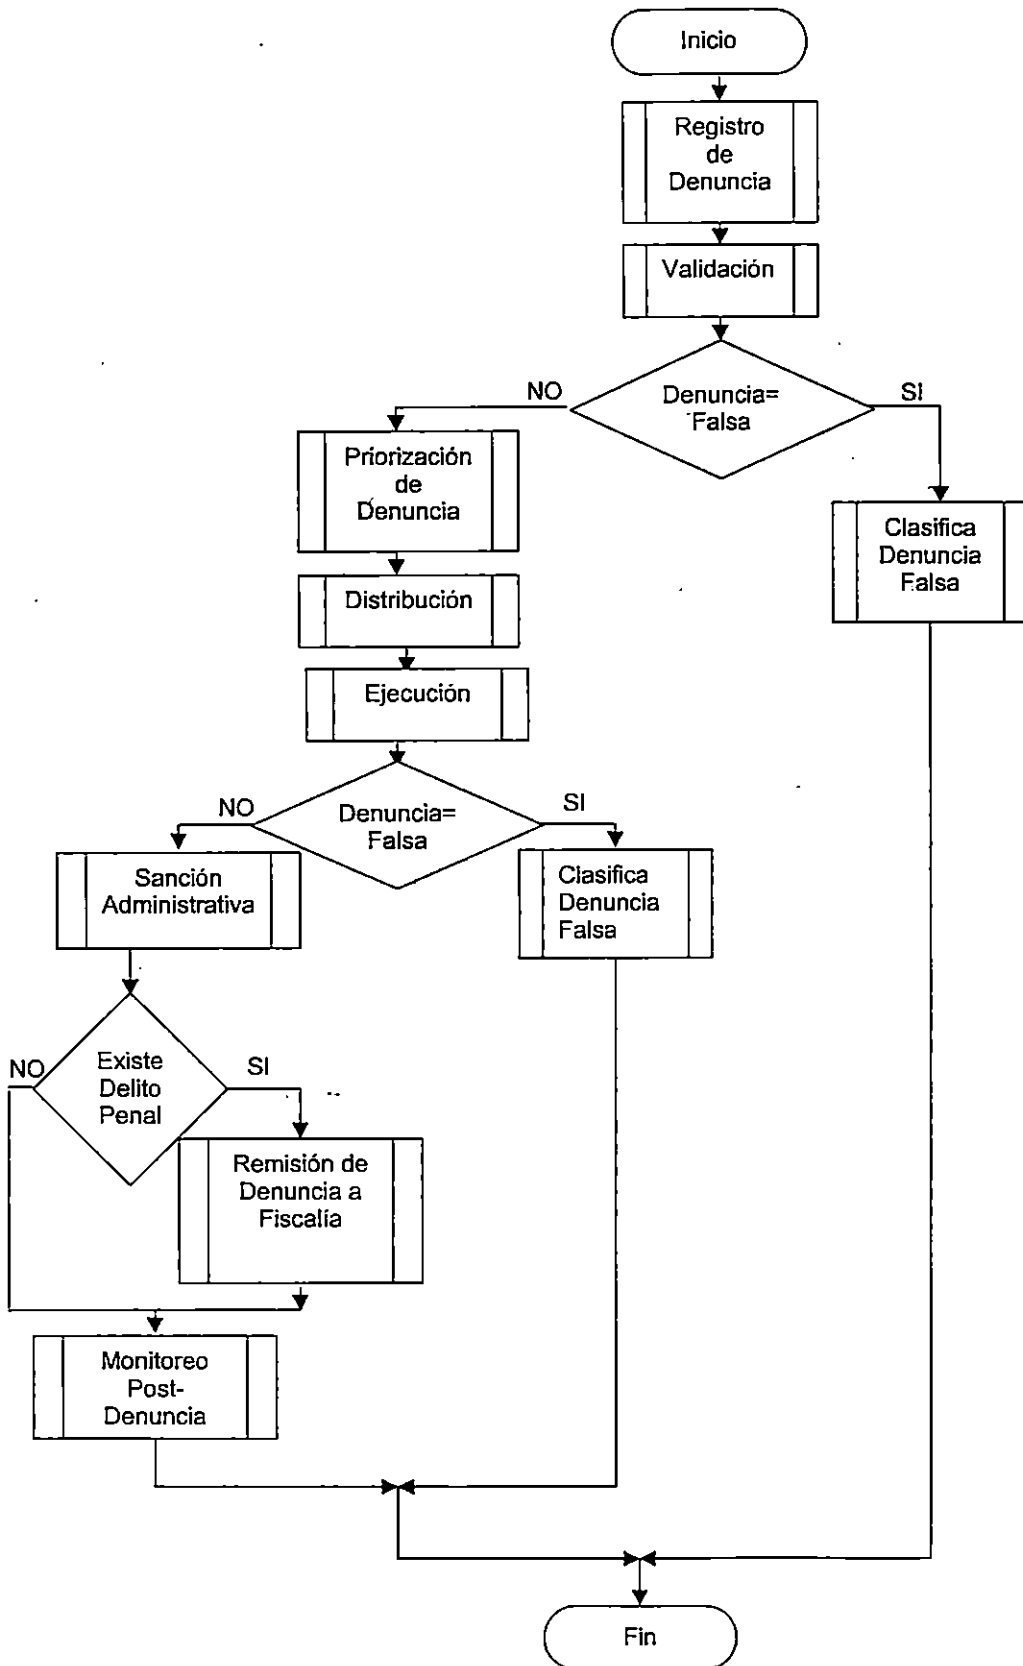 Inicio
Registro
de
Denuncia
Validación
Denuncia=
Falsa
NO
SI
Priorización
de
Denuncia
Clasifica
Denuncia
Falsa
Distribución
Ejecución
Denuncia=
Falsa
NO
SI
Sanción
Administrativa
Clasifica
Denuncia
Falsa
Existe
Delito
Penal
NO
SI
Remisión de
Denuncia a
Fiscalía
Monitoreo
Post-
Denuncia
Fin